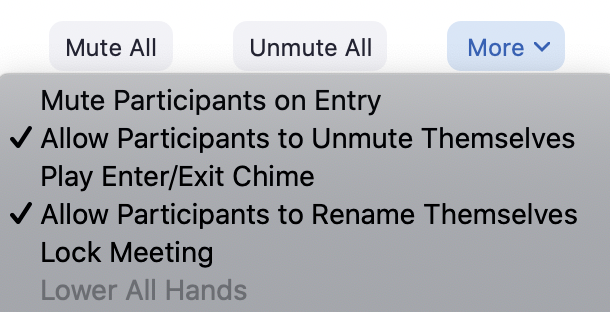 Mute All Unmute All More
Mute Participants on Entry
✓ Allow Participants to Unmute Themselves
Play Enter/Exit Chime
✓ Allow Participants to Rename Themselves
Lock Meeting
Lower All Hands